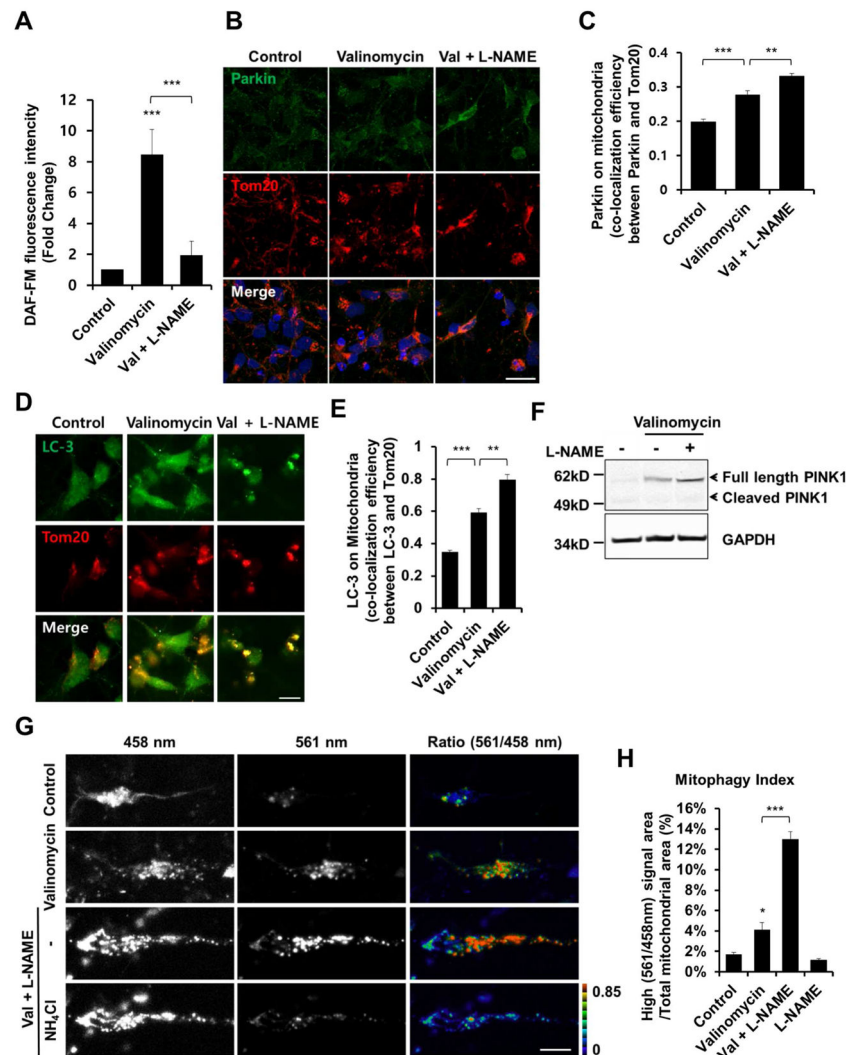 A
DAF-FM fluorescence intencity
(Fold Change)
12
10
8
6
4
2
0
***
***
Control
Valinomycin
Val + L-NAME
B
Control Valinomycin Val + L-NAME
Parkin
Tom20
Merge
C
Parkin on mitochondria
(co-localization efficiency
between Parkin and Tom20)
0.4
0.3
0.2
0.1
0
*** **
Control
Valinomycin
Val + L-NAME
D
Control Valinomycin Val + L-NAME
LC-3
Tom20
Merge
E
LC-3 on Mitochondria
(co-localization efficiency
between LC-3 and Tom20)
1
0.8
0.6
0.4
0.2
0
*** **
Control
Valinomycin
Val + L-NAME
F
Valinomycin
L-NAME - - +
62kD
49kD
34kD
Full length PINK1
Cleaved PINK1
GAPDH
G
458 nm 561 nm Ratio (561/458 nm)
Control
Valinomycin
Val + L-NAME
-
NH4Cl
0.85
0
H
Mitophagy Index
High (561/458nm) signal area
/Total mitochondrial area (%)
16%
14%
12%
10%
8%
6%
4%
2%
0%
***
*
Control
Valinomycin
Val + L-NAME
L-NAME